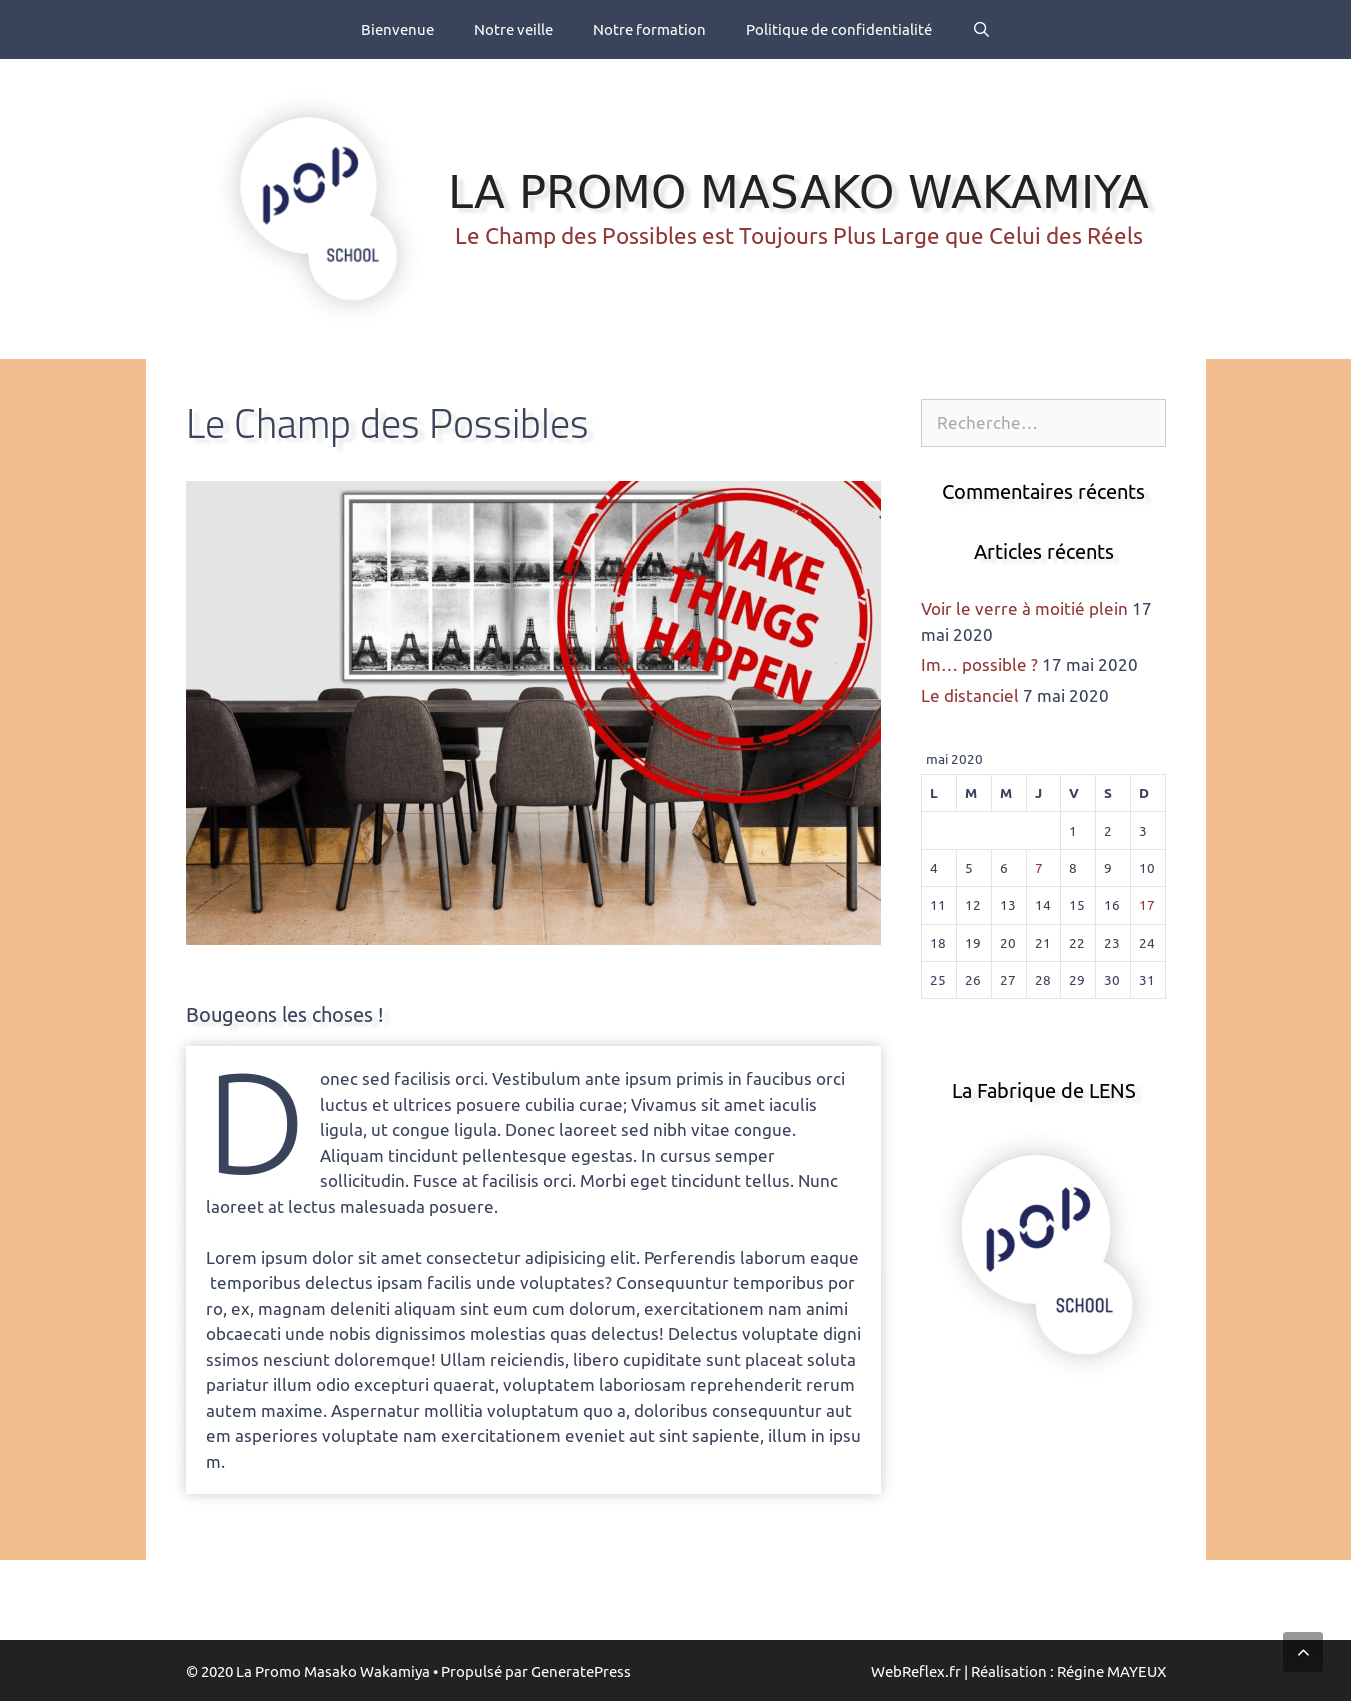 Bienvenue Notre veille Notre formation Politique de confidentialité
pop
SCHOOL
LA PROMO MASAKO WAKAMIYA
Le Champ des Possibles est Toujours Plus Large que Celui des Réels
Le Champ des Possibles
MAKE
THINGS
HAPPEN
Bougeons les choses !
Donec sed facilisis orci. Vestibulum ante ipsum primis in faucibus orci
luctus et ultrices posuere cubilia curae; Vivamus sit amet iaculis
ligula, ut congue ligula. Donec laoreet sed nibh vitae congue.
Aliquam tincidunt pellentesque egestas. In cursus semper
sollicitudin. Fusce at facilisis orci. Morbi eget tincidunt tellus. Nunc
laoreet at lectus malesuada posuere.
Lorem ipsum dolor sit amet consectetur adipisicing elit. Perferendis laborum eaque
temporibus delectus ipsam facilis unde voluptates? Consequuntur temporibus por
ro, ex, magnam deleniti aliquam sint eum cum dolorum, exercitationem nam animi
obcaecati unde nobis dignissimos molestias quas delectus! Delectus voluptate digni
ssimos nesciunt doloremque! Ullam reiciendis, libero cupiditate sunt placeat soluta
pariatur illum odio excepturi quaerat, voluptatem laboriosam reprehenderit rerum
autem maxime. Aspernatur mollitia voluptatum quo a, doloribus consequuntur aut
em asperiores voluptate nam exercitationem eveniet aut sint sapiente, illum in ipsu
m.
Recherche…
Commentaires récents
Articles récents
Voir le verre à moitié plein 17
mai 2020
Im… possible ? 17 mai 2020
Le distanciel 7 mai 2020
mai 2020
L M M J V S D
1 2 3
4 5 6 7 8 9 10
11 12 13 14 15 16 17
18 19 20 21 22 23 24
25 26 27 28 29 30 31
La Fabrique de LENS
pop
SCHOOL
© 2020 La Promo Masako Wakamiya • Propulsé par GeneratePress
WebReflex.fr | Réalisation : Régine MAYEUX